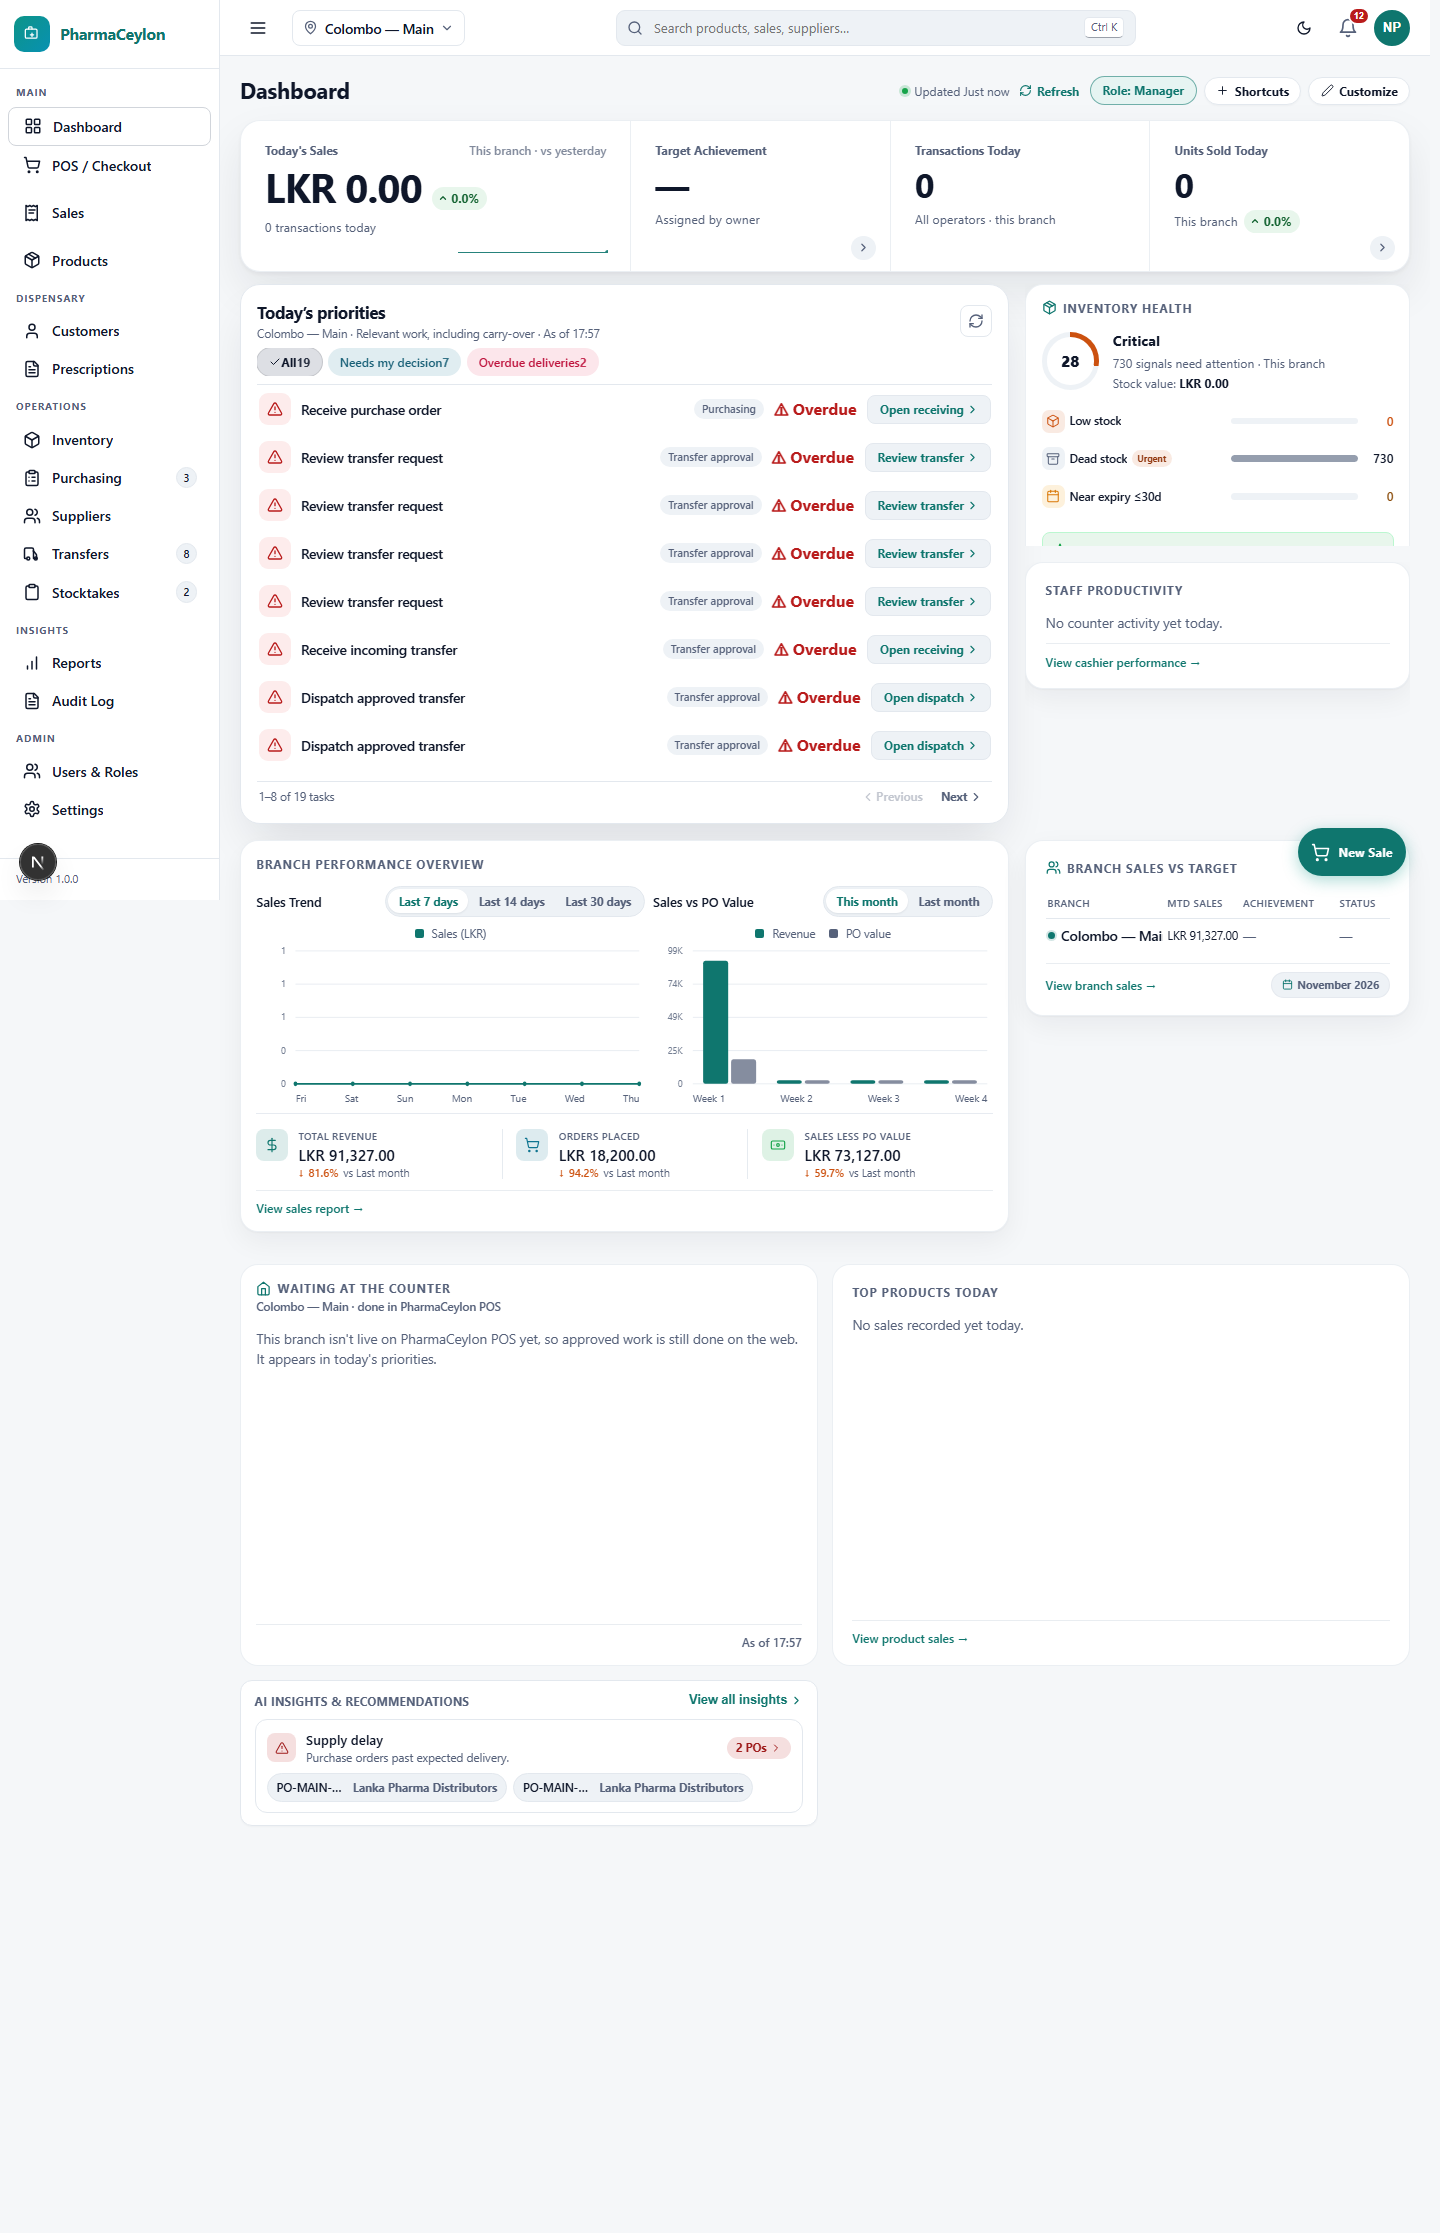 PharmaCeylon
Colombo — Main
Search products, sales, suppliers...
Ctrl K
12
NP
MAIN
Dashboard
POS / Checkout
Sales
Products
DISPENSARY
Customers
Prescriptions
OPERATIONS
Inventory
Purchasing 3
Suppliers
Transfers 8
Stocktakes 2
INSIGHTS
Reports
Audit Log
ADMIN
Users & Roles
Settings
N
Version 1.0.0
Dashboard
Updated Just now Refresh Role: Manager Shortcuts Customize
Today's Sales This branch · vs yesterday
LKR 0.00 0.0%
0 transactions today
Target Achievement
—
Assigned by owner
Transactions Today
0
All operators · this branch
Units Sold Today
0
This branch 0.0%
Today's priorities
Colombo — Main · Relevant work, including carry-over · As of 17:57
All19 Needs my decision7 Overdue deliveries2
Receive purchase order Purchasing Overdue Open receiving
Review transfer request Transfer approval Overdue Review transfer
Review transfer request Transfer approval Overdue Review transfer
Review transfer request Transfer approval Overdue Review transfer
Review transfer request Transfer approval Overdue Review transfer
Receive incoming transfer Transfer approval Overdue Open receiving
Dispatch approved transfer Transfer approval Overdue Open dispatch
Dispatch approved transfer Transfer approval Overdue Open dispatch
1–8 of 19 tasks Previous Next
INVENTORY HEALTH
28
Critical
730 signals need attention · This branch
Stock value: LKR 0.00
Low stock 0
Dead stock Urgent 730
Near expiry ≤30d 0
STAFF PRODUCTIVITY
No counter activity yet today.
View cashier performance →
New Sale
BRANCH PERFORMANCE OVERVIEW
Sales Trend Last 7 days Last 14 days Last 30 days
Sales (LKR)
1
1
1
0
0
Fri Sat Sun Mon Tue Wed Thu
Sales vs PO Value This month Last month
Revenue PO value
99K
74K
49K
25K
0
Week 1 Week 2 Week 3 Week 4
TOTAL REVENUE
LKR 91,327.00
↓ 81.6% vs Last month
ORDERS PLACED
LKR 18,200.00
↓ 94.2% vs Last month
SALES LESS PO VALUE
LKR 73,127.00
↓ 59.7% vs Last month
View sales report →
BRANCH SALES VS TARGET
BRANCH MTD SALES ACHIEVEMENT STATUS
Colombo — Mai LKR 91,327.00 — —
View branch sales → November 2026
WAITING AT THE COUNTER
Colombo — Main · done in PharmaCeylon POS
This branch isn't live on PharmaCeylon POS yet, so approved work is still done on the web.
It appears in today's priorities.
As of 17:57
TOP PRODUCTS TODAY
No sales recorded yet today.
View product sales →
AI INSIGHTS & RECOMMENDATIONS View all insights
Supply delay
Purchase orders past expected delivery.
2 POs
PO-MAIN-... Lanka Pharma Distributors PO-MAIN-... Lanka Pharma Distributors